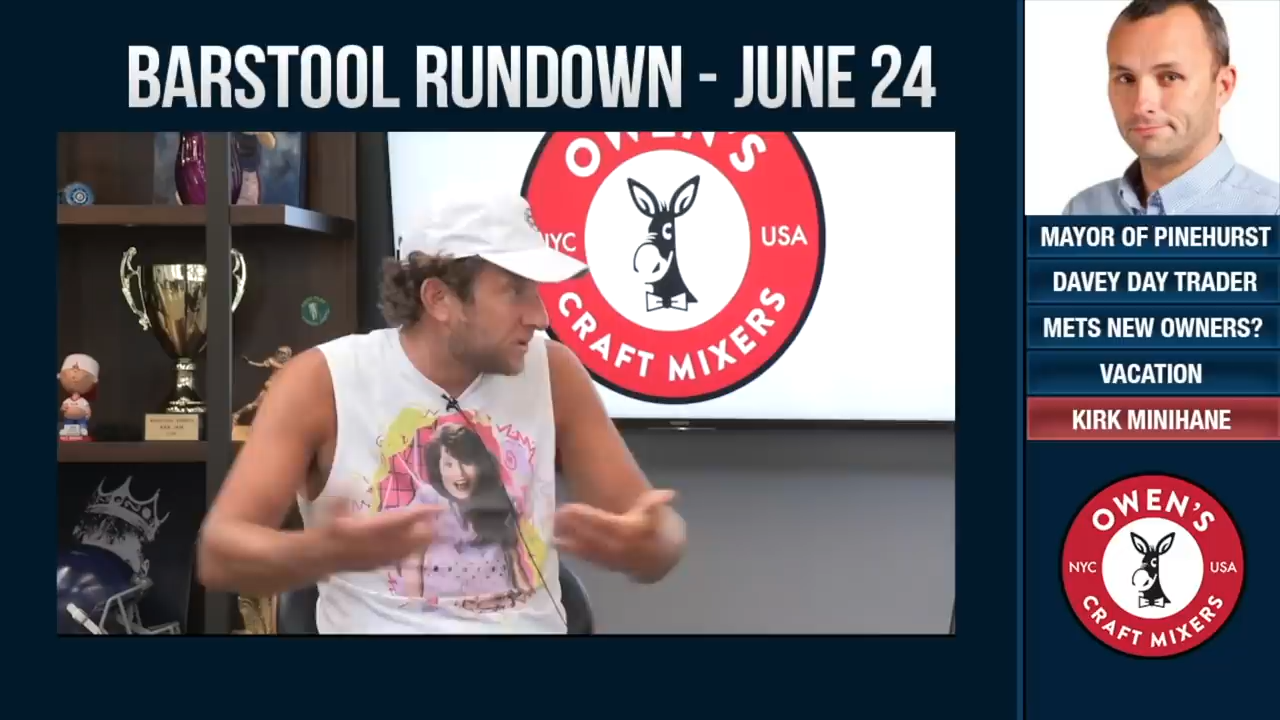 BARSTOOL RUNDOWN - JUNE 24
OWEN'S
NYC
USA
CRAFT MIXERS
MAYOR OF PINEHURST
DAVEY DAY TRADER
METS NEW OWNERS?
VACATION
KIRK MINIHANE
OWEN'S
NYC
USA
CRAFT MIXERS